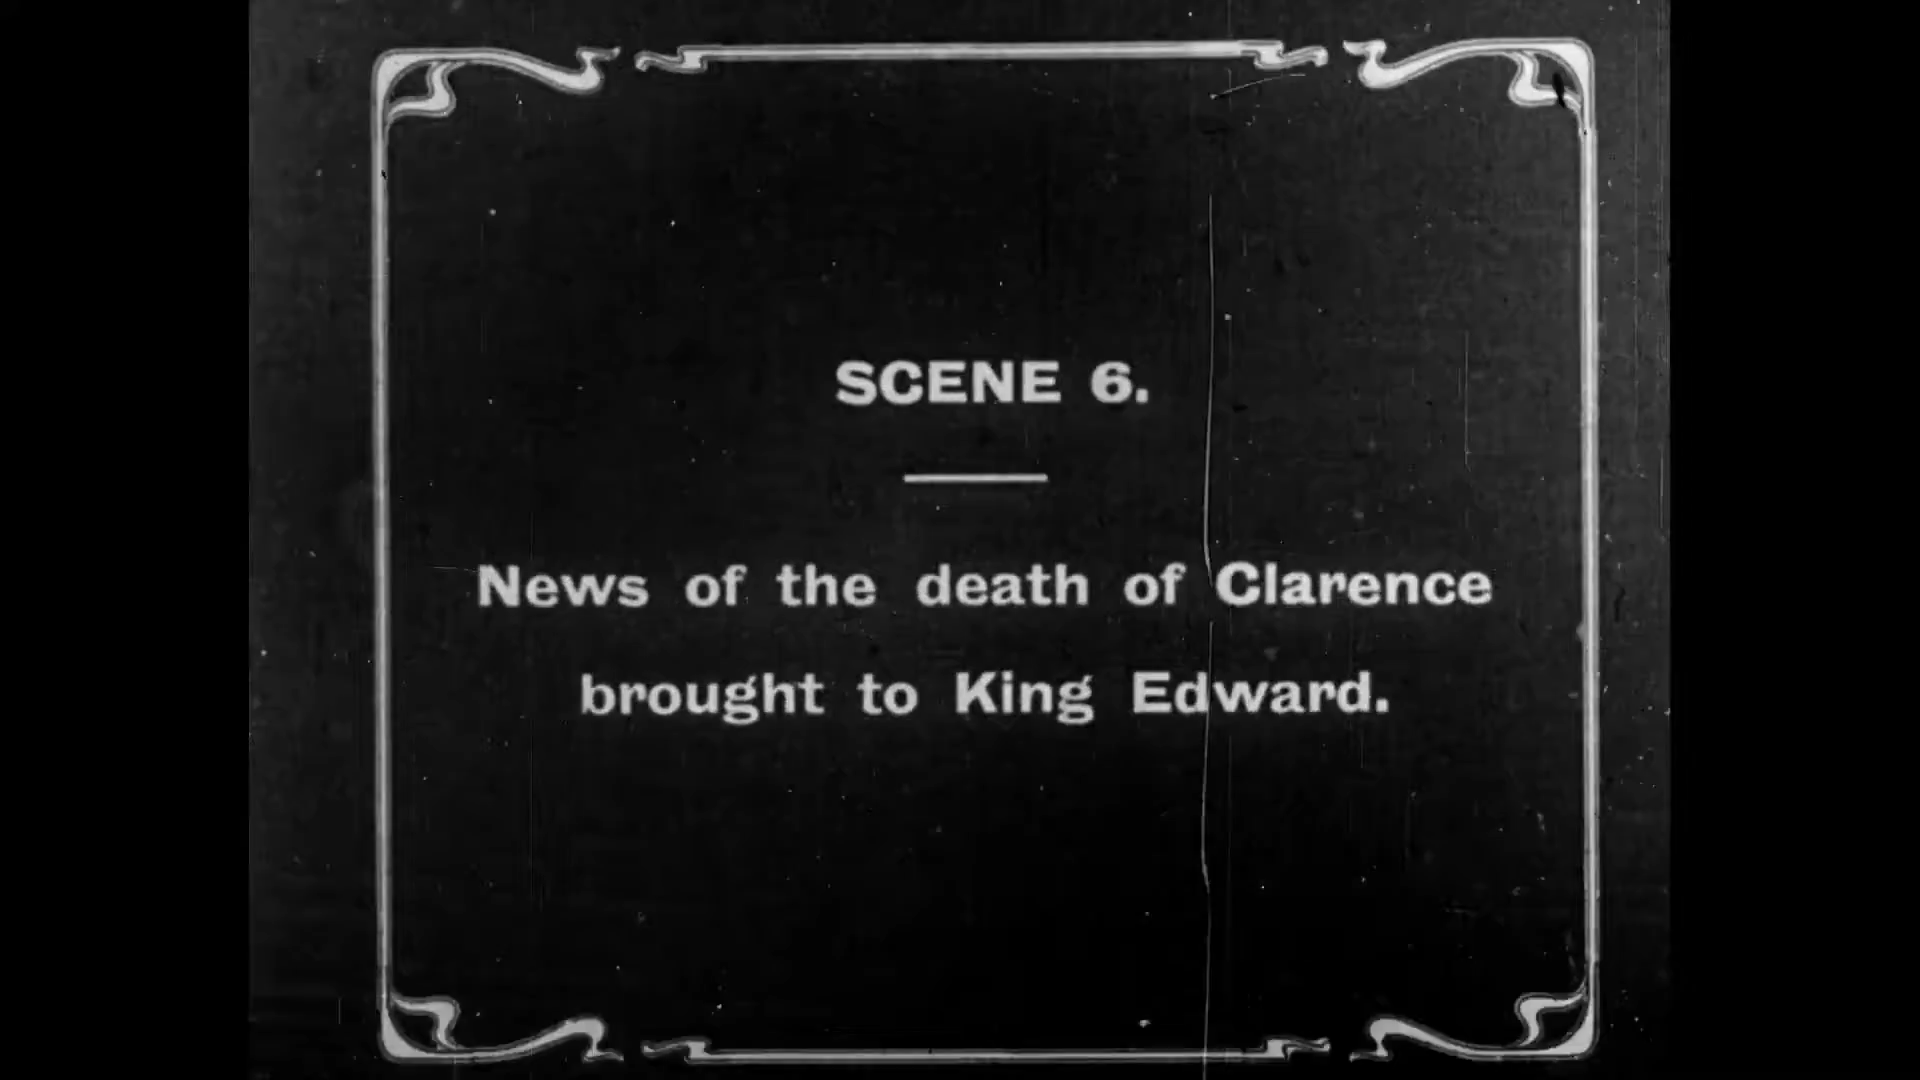 SCENE 6.
News of the death of Clarence
brought to King Edward.